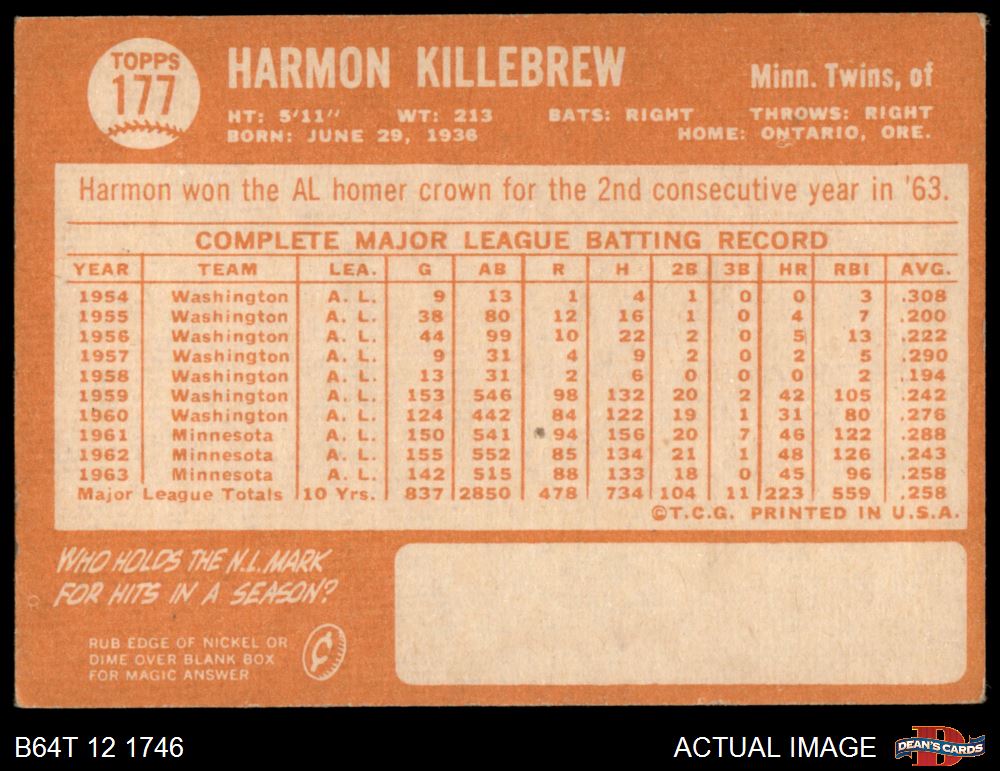 TOPPS
177
HARMON KILLEBREW
Minn. Twins, of
HT: 5'11" WT: 213 BATS: RIGHT THROWS: RIGHT
BORN: JUNE 29, 1936 HOME: ONTARIO, ORE.
Harmon won the AL homer crown for the 2nd consecutive year in '63.
COMPLETE MAJOR LEAGUE BATTING RECORD
YEAR TEAM LEA. G AB R H 2B 3B HR RBI AVG.
1954 Washington A. L. 9 13 1 4 1 0 0 3 .308
1955 Washington A. L. 38 80 12 16 1 0 4 7 .200
1956 Washington A. L. 44 99 10 22 2 0 5 13 .222
1957 Washington A. L. 9 31 4 9 2 0 2 5 .290
1958 Washington A. L. 13 31 2 6 0 0 0 2 .194
1959 Washington A. L. 153 546 98 132 20 2 42 105 .242
1960 Washington A. L. 124 442 84 122 19 1 31 80 .276
1961 Minnesota A. L. 150 541 94 156 20 7 46 122 .288
1962 Minnesota A. L. 155 552 85 134 21 1 48 126 .243
1963 Minnesota A. L. 142 515 88 133 18 0 45 96 .258
Major League Totals 10 Yrs. 837 2850 478 734 104 11 223 559 .258
©T.C.G. PRINTED IN U.S.A.
WHO HOLDS THE N.L. MARK
FOR HITS IN A SEASON?
RUB EDGE OF NICKEL OR
DIME OVER BLANK BOX
FOR MAGIC ANSWER
¢
B64T 12 1746
ACTUAL IMAGE
D
DEAN'S CARDS